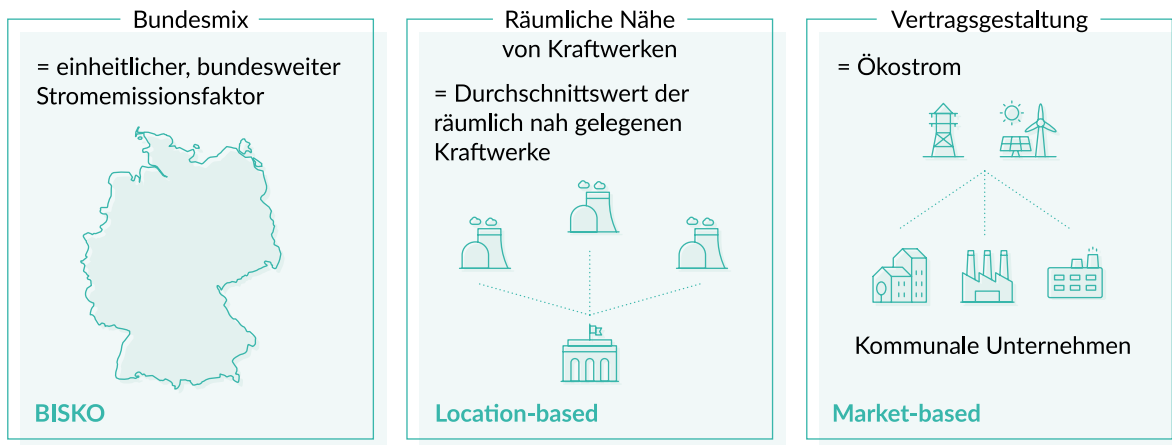 Bundesmix
= einheitlicher, bundesweiter
Stromemissionsfaktor
BISKO
Räumliche Nähe
von Kraftwerken
= Durchschnittswert der
räumlich nah gelegenen
Kraftwerke
Location-based
Vertragsgestaltung
= Ökostrom
Kommunale Unternehmen
Market-based